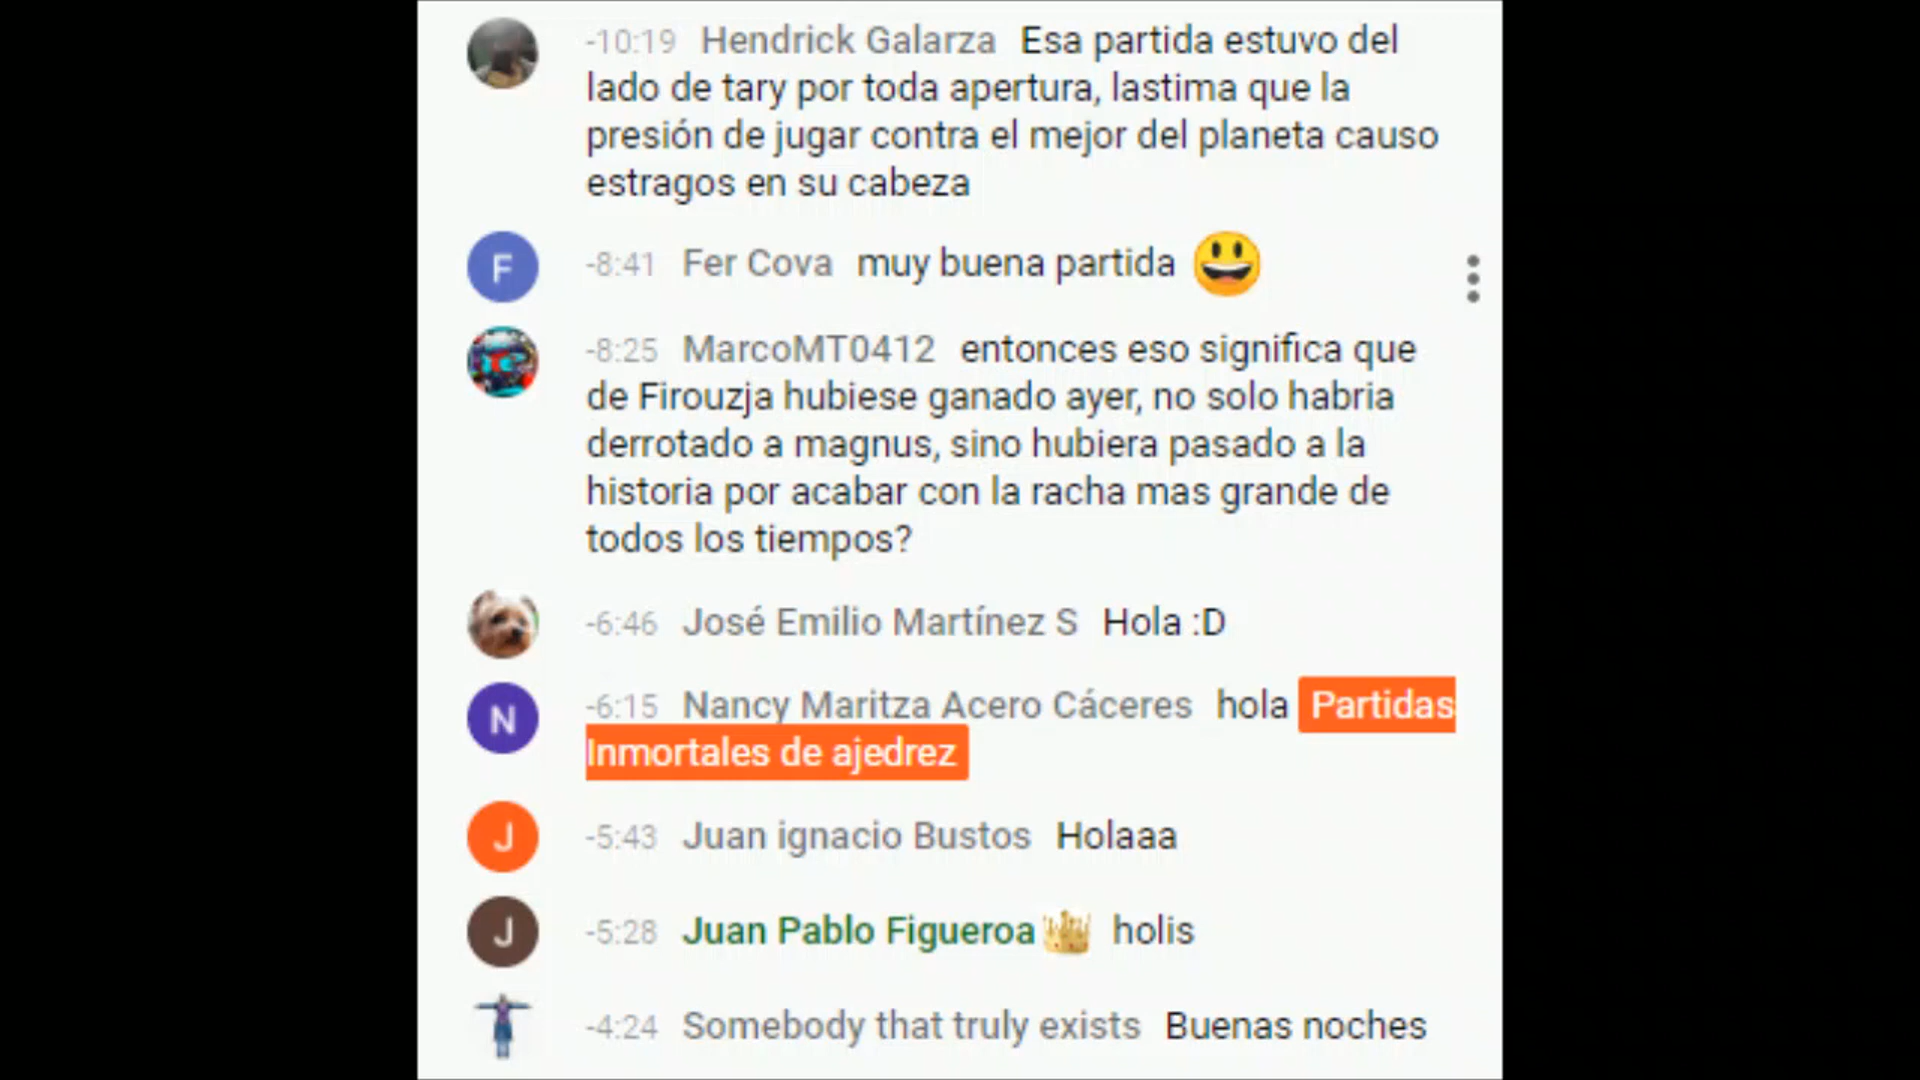 -10:19 Hendrick Galarza Esa partida estuvo del
lado de tary por toda apertura, lastima que la
presión de jugar contra el mejor del planeta causo
estragos en su cabeza
F -8:41 Fer Cova muy buena partida 😃
-8:25 MarcoMT0412 entonces eso significa que
de Firouzja hubiese ganado ayer, no solo habria
derrotado a magnus, sino hubiera pasado a la
historia por acabar con la racha mas grande de
todos los tiempos?
-6:46 José Emilio Martínez S Hola :D
N -6:15 Nancy Maritza Acero Cáceres hola Partidas
Inmortales de ajedrez
J -5:43 Juan ignacio Bustos Holaaa
J -5:28 Juan Pablo Figueroa holis
-4:24 Somebody that truly exists Buenas noches